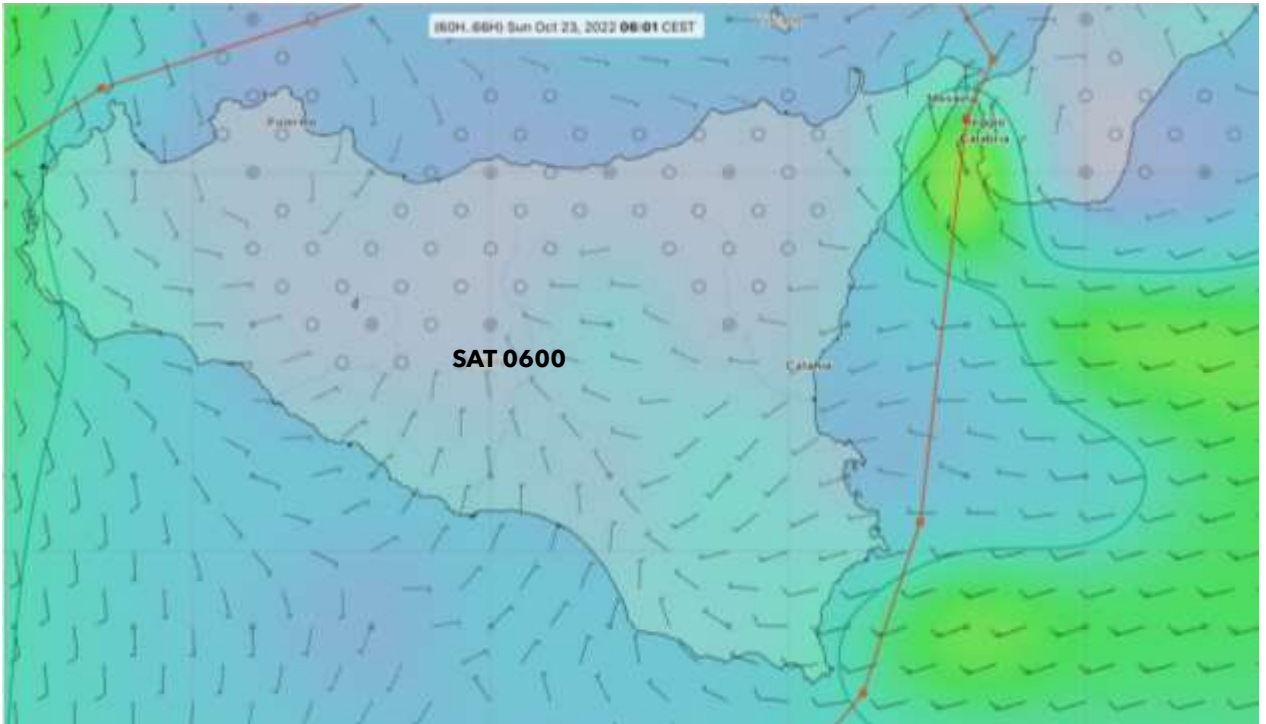 (60H..66H) Sun Oct 23, 2022 06:01 CEST
Palermo
Messina
Reggio
Calabria
SAT 0600
Catania